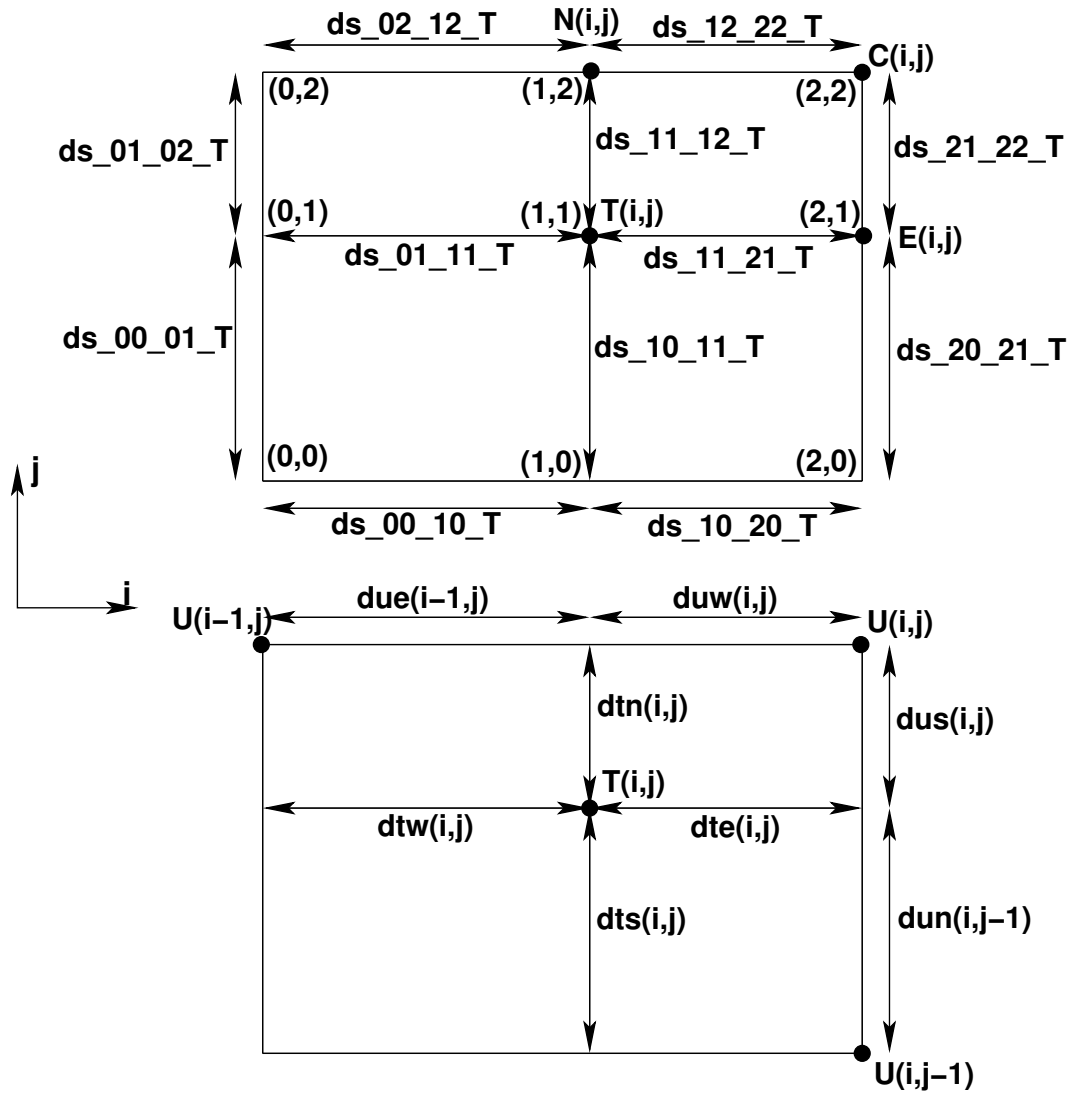 ds_02_12_T
N(i,j)
ds_12_22_T
C(i,j)
(0,2)
(1,2)
(2,2)
ds_01_02_T
ds_11_12_T
ds_21_22_T
(0,1)
(1,1)
T(i,j)
(2,1)
E(i,j)
ds_01_11_T
ds_11_21_T
ds_00_01_T
ds_10_11_T
ds_20_21_T
(0,0)
(1,0)
(2,0)
j
ds_00_10_T
ds_10_20_T
i
due(i−1,j)
duw(i,j)
U(i−1,j)
U(i,j)
dtn(i,j)
dus(i,j)
T(i,j)
dtw(i,j)
dte(i,j)
dts(i,j)
dun(i,j−1)
U(i,j−1)